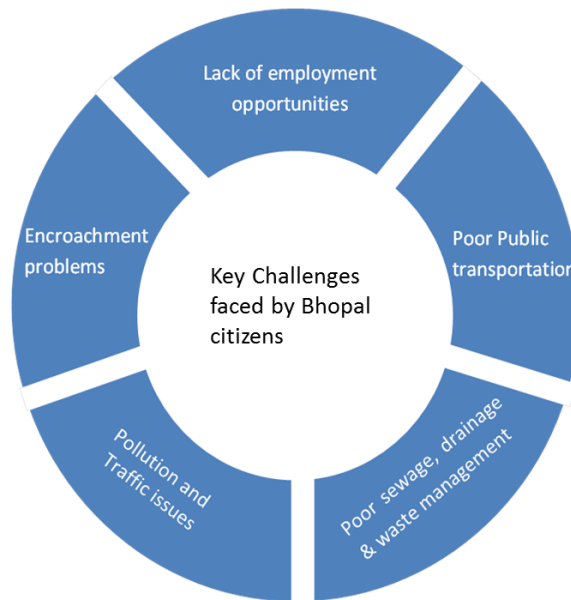 Lack of employment
opportunities
Poor Public
transportation
Poor sewage, drainage
& waste management
Pollution and
Traffic issues
Encroachment
problems
Key Challenges
faced by Bhopal
citizens